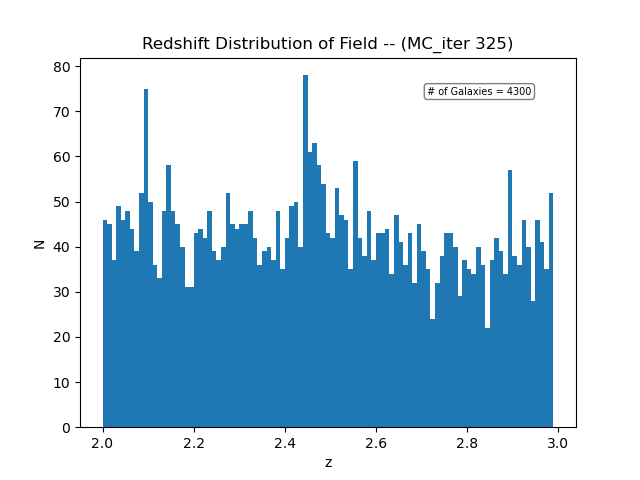 Redshift Distribution of Field -- (MC_iter 325)
# of Galaxies = 4300
80
70
60
50
40
30
20
10
0
N
2.0 2.2 2.4 2.6 2.8 3.0
z